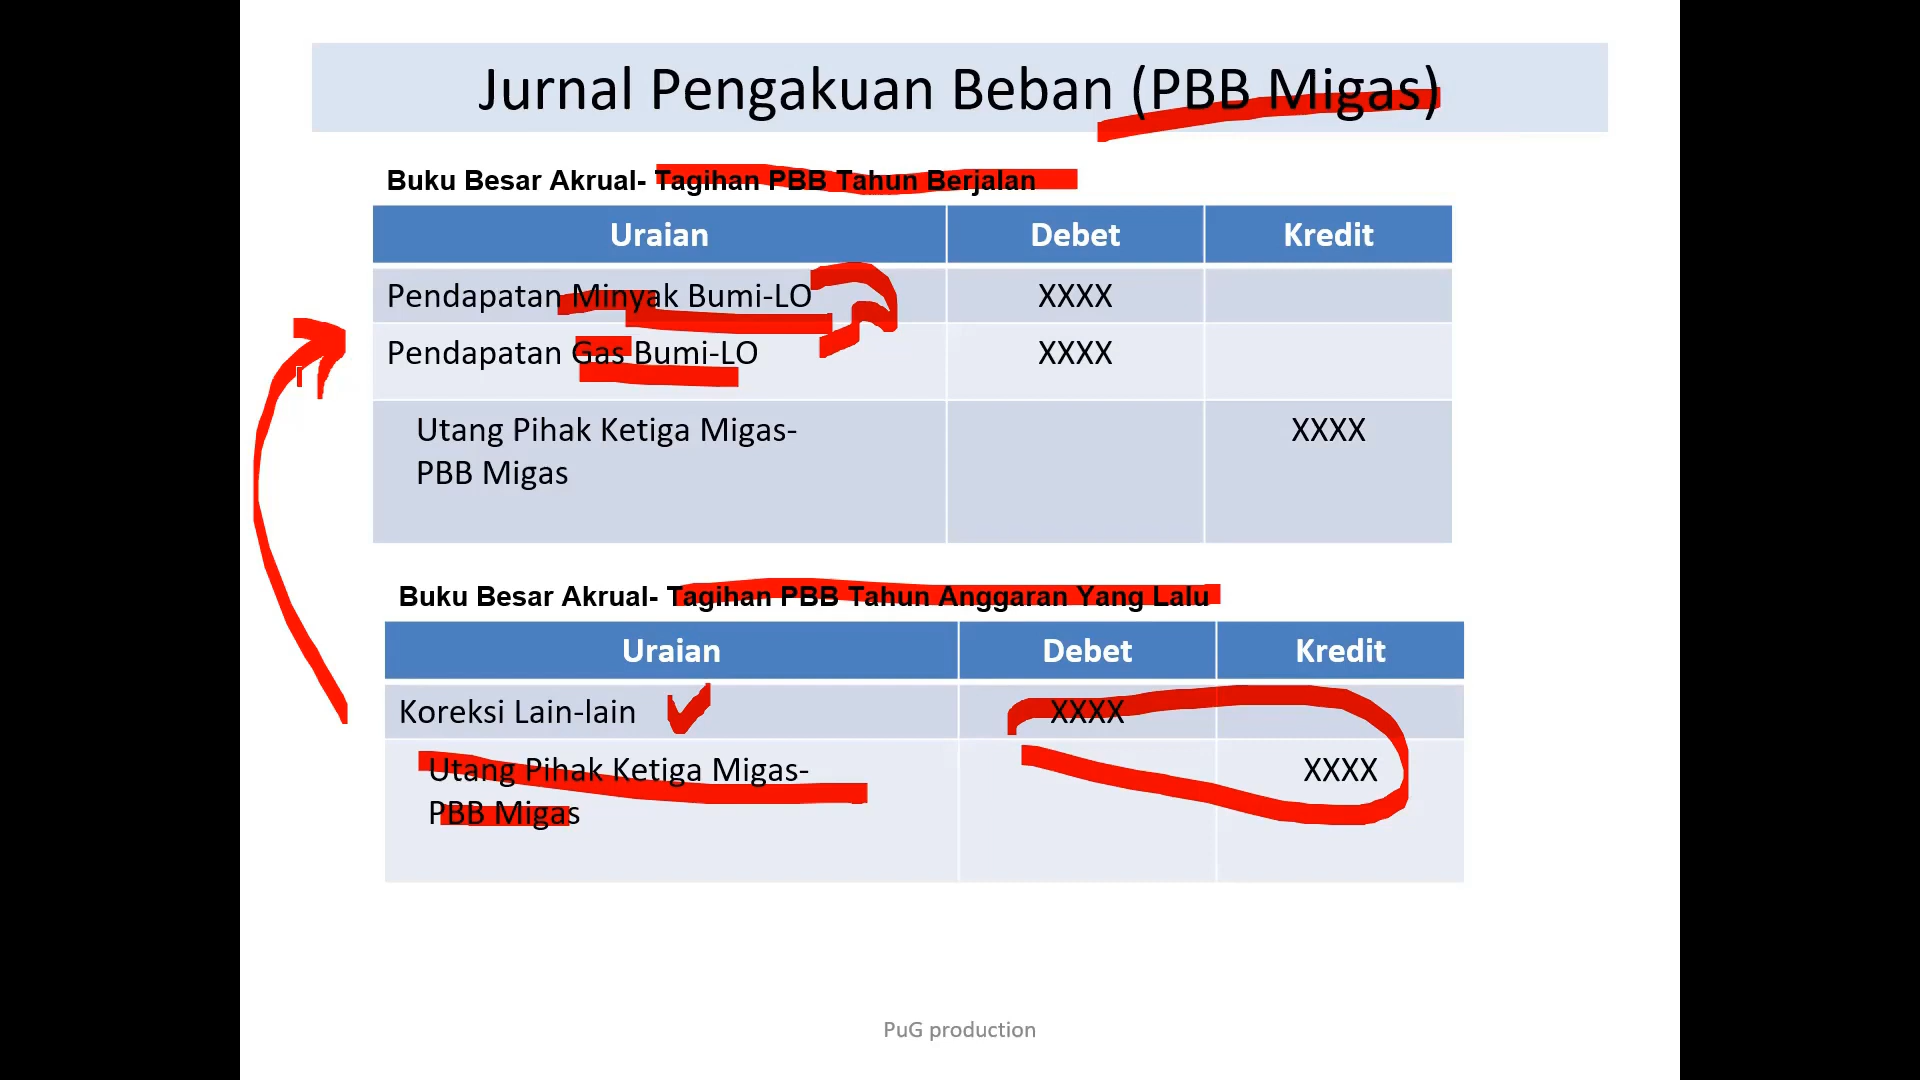 Jurnal Pengakuan Beban (PBB Migas)
Buku Besar Akrual- Tagihan PBB Tahun Berjalan
Uraian Debet Kredit
Pendapatan Minyak Bumi-LO XXXX
Pendapatan Gas Bumi-LO XXXX
Utang Pihak Ketiga Migas- XXXX
PBB Migas
Buku Besar Akrual- Tagihan PBB Tahun Anggaran Yang Lalu
Uraian Debet Kredit
Koreksi Lain-lain XXXX
Utang Pihak Ketiga Migas- XXXX
PBB Migas
PuG production